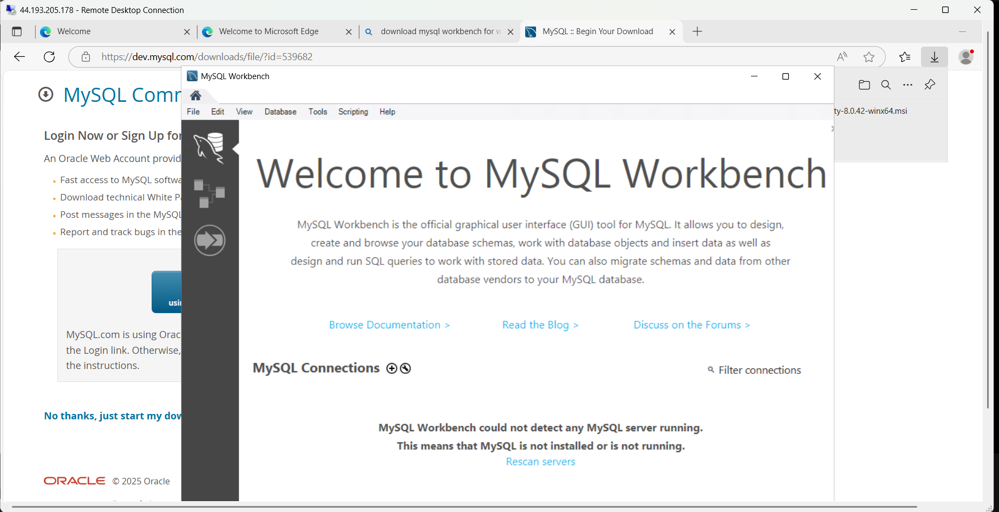 44.193.205.178 - Remote Desktop Connection
Welcome
Welcome to Microsoft Edge
download mysql workbench for w
MySQL :: Begin Your Download
https://dev.mysql.com/downloads/file/?id=539682
MySQL Workbench
MySQL Com
File Edit View Database Tools Scripting Help
ty-8.0.42-winx64.msi
Login Now or Sign Up for
An Oracle Web Account provid
Fast access to MySQL softwa
Download technical White P
Post messages in the MySQL
Report and track bugs in the
usi
MySQL.com is using Orac
the Login link. Otherwise,
the instructions.
No thanks, just start my dow
ORACLE © 2025 Oracle
Welcome to MySQL Workbench
MySQL Workbench is the official graphical user interface (GUI) tool for MySQL. It allows you to design,
create and browse your database schemas, work with database objects and insert data as well as
design and run SQL queries to work with stored data. You can also migrate schemas and data from other
database vendors to your MySQL database.
Browse Documentation >
Read the Blog >
Discuss on the Forums >
MySQL Connections
Filter connections
MySQL Workbench could not detect any MySQL server running.
This means that MySQL is not installed or is not running.
Rescan servers